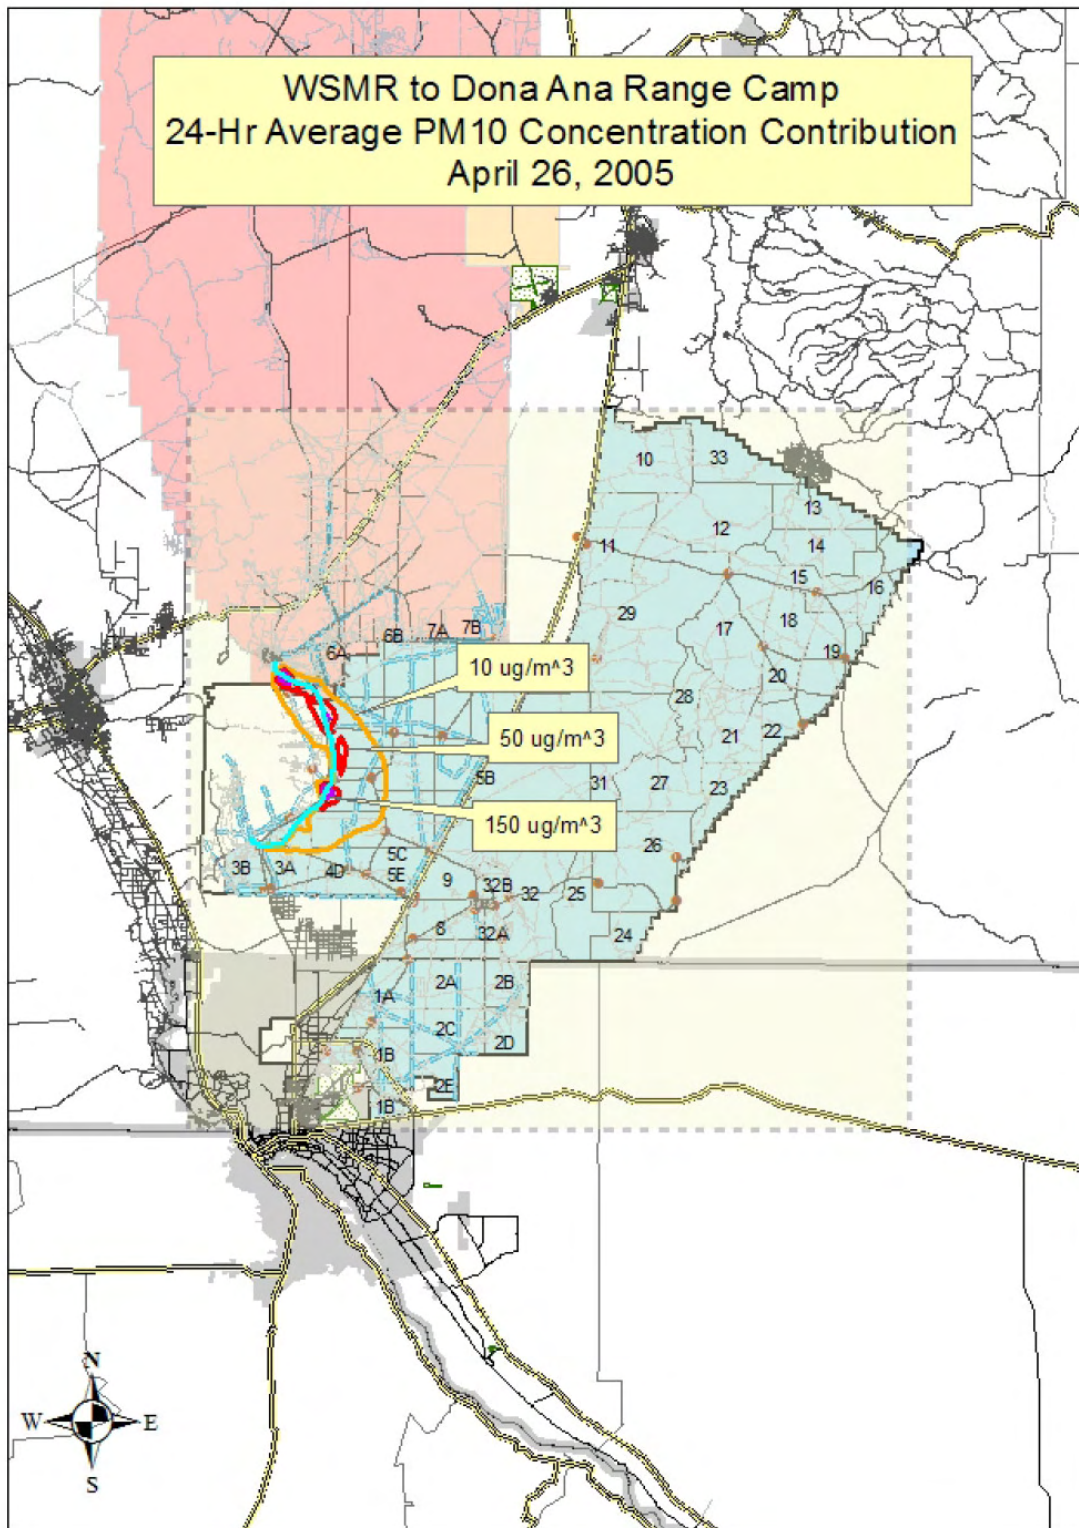 WSMR to Dona Ana Range Camp
24-Hr Average PM10 Concentration Contribution
April 26, 2005
10
33
13
12
11
14
15
16
29
17
18
7A
7B
6B
6A
19
10 ug/m^3
20
28
50 ug/m^3
21
22
5B
31
27
23
150 ug/m^3
26
5C
3B
3A
4D
5E
9
32B
32
25
8
32A
24
1A
2A
2B
2C
2D
1B
2E
1B
N
W
E
S